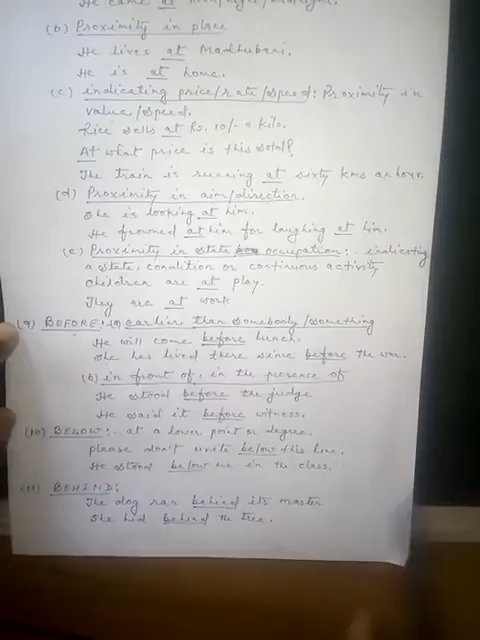 He came at noon/night/
(b) Proximity in place
He lives at Madhubani.
He is at home.
(c) indicating price/rate/speed: Proximity in
value/speed.
Rice sells at Rs. 10/- a kilo.
At what price is this sold?
The train is running at sixty kms an hour.
(d) Proximity in aim/direction.
She is looking at him.
He frowned at him for laughing at him.
(e) Proximity in state occupation:- indicating
a state, condition or continuous activity
children are at play.
They are at work
(9) BEFORE:- (a) earlier than somebody/something
He will come before lunch.
She has lived there since before the war.
(b) in front of, in the presence of
He stood before the judge
He said it before witness.
(10) BELOW:- at a lower point or degree.
please don't write below this line.
He stood below me in the class.
(11) BEHIND:
The dog ran behind its master
She hid behind the tree.